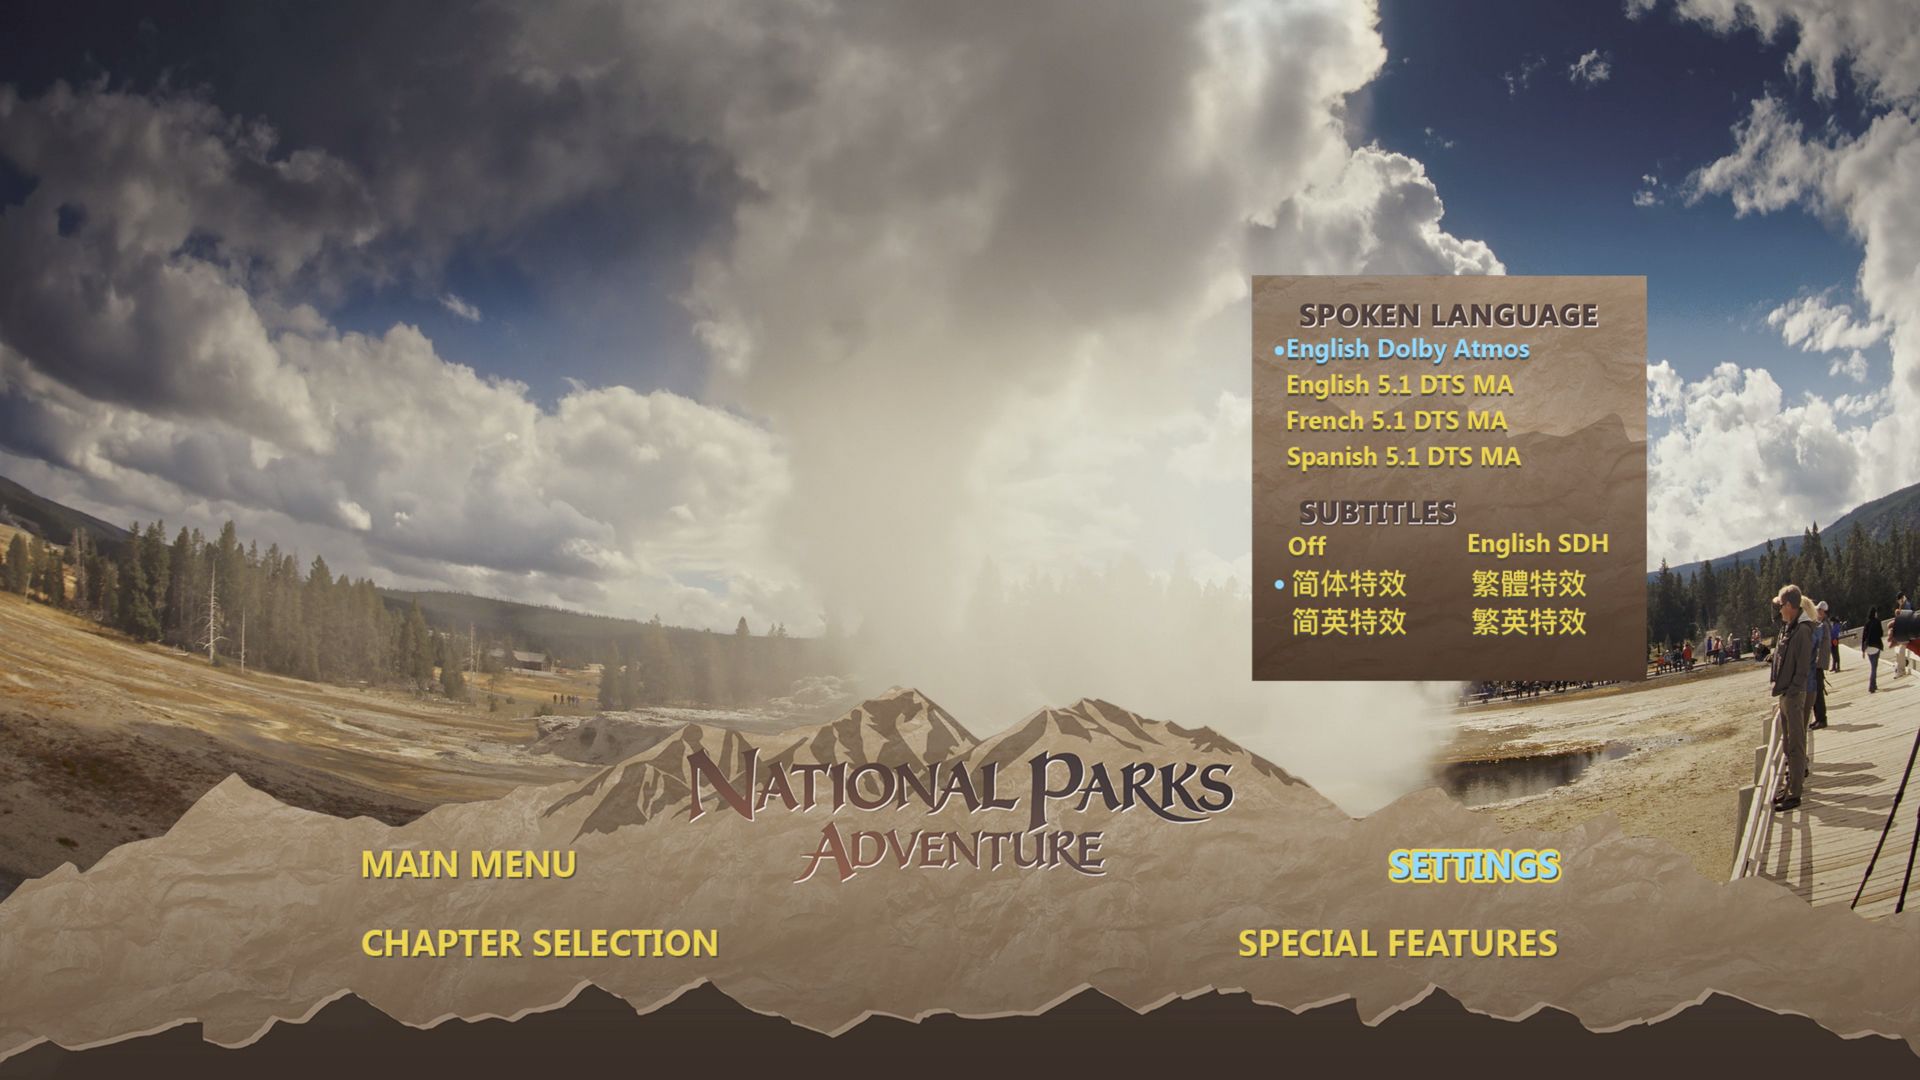 SPOKEN LANGUAGE
•English Dolby Atmos
English 5.1 DTS MA
French 5.1 DTS MA
Spanish 5.1 DTS MA
SUBTITLES
Off English SDH
•简体特效 繁體特效
简英特效 繁英特效
NATIONAL PARKS
ADVENTURE
MAIN MENU SETTINGS
CHAPTER SELECTION SPECIAL FEATURES